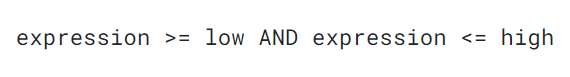 expression >= low AND expression <= high